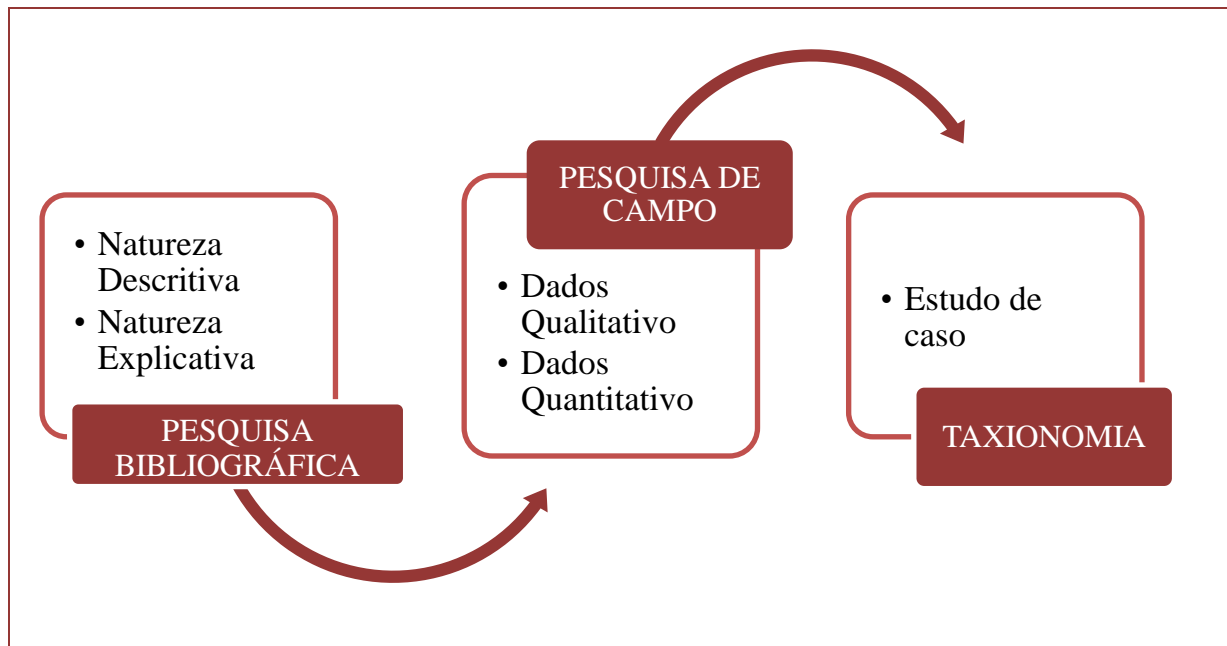 • Natureza
Descritiva
• Natureza
Explicativa
PESQUISA
BIBLIOGRÁFICA
PESQUISA DE
CAMPO
• Dados
Qualitativo
• Dados
Quantitativo
• Estudo de
caso
TAXIONOMIA